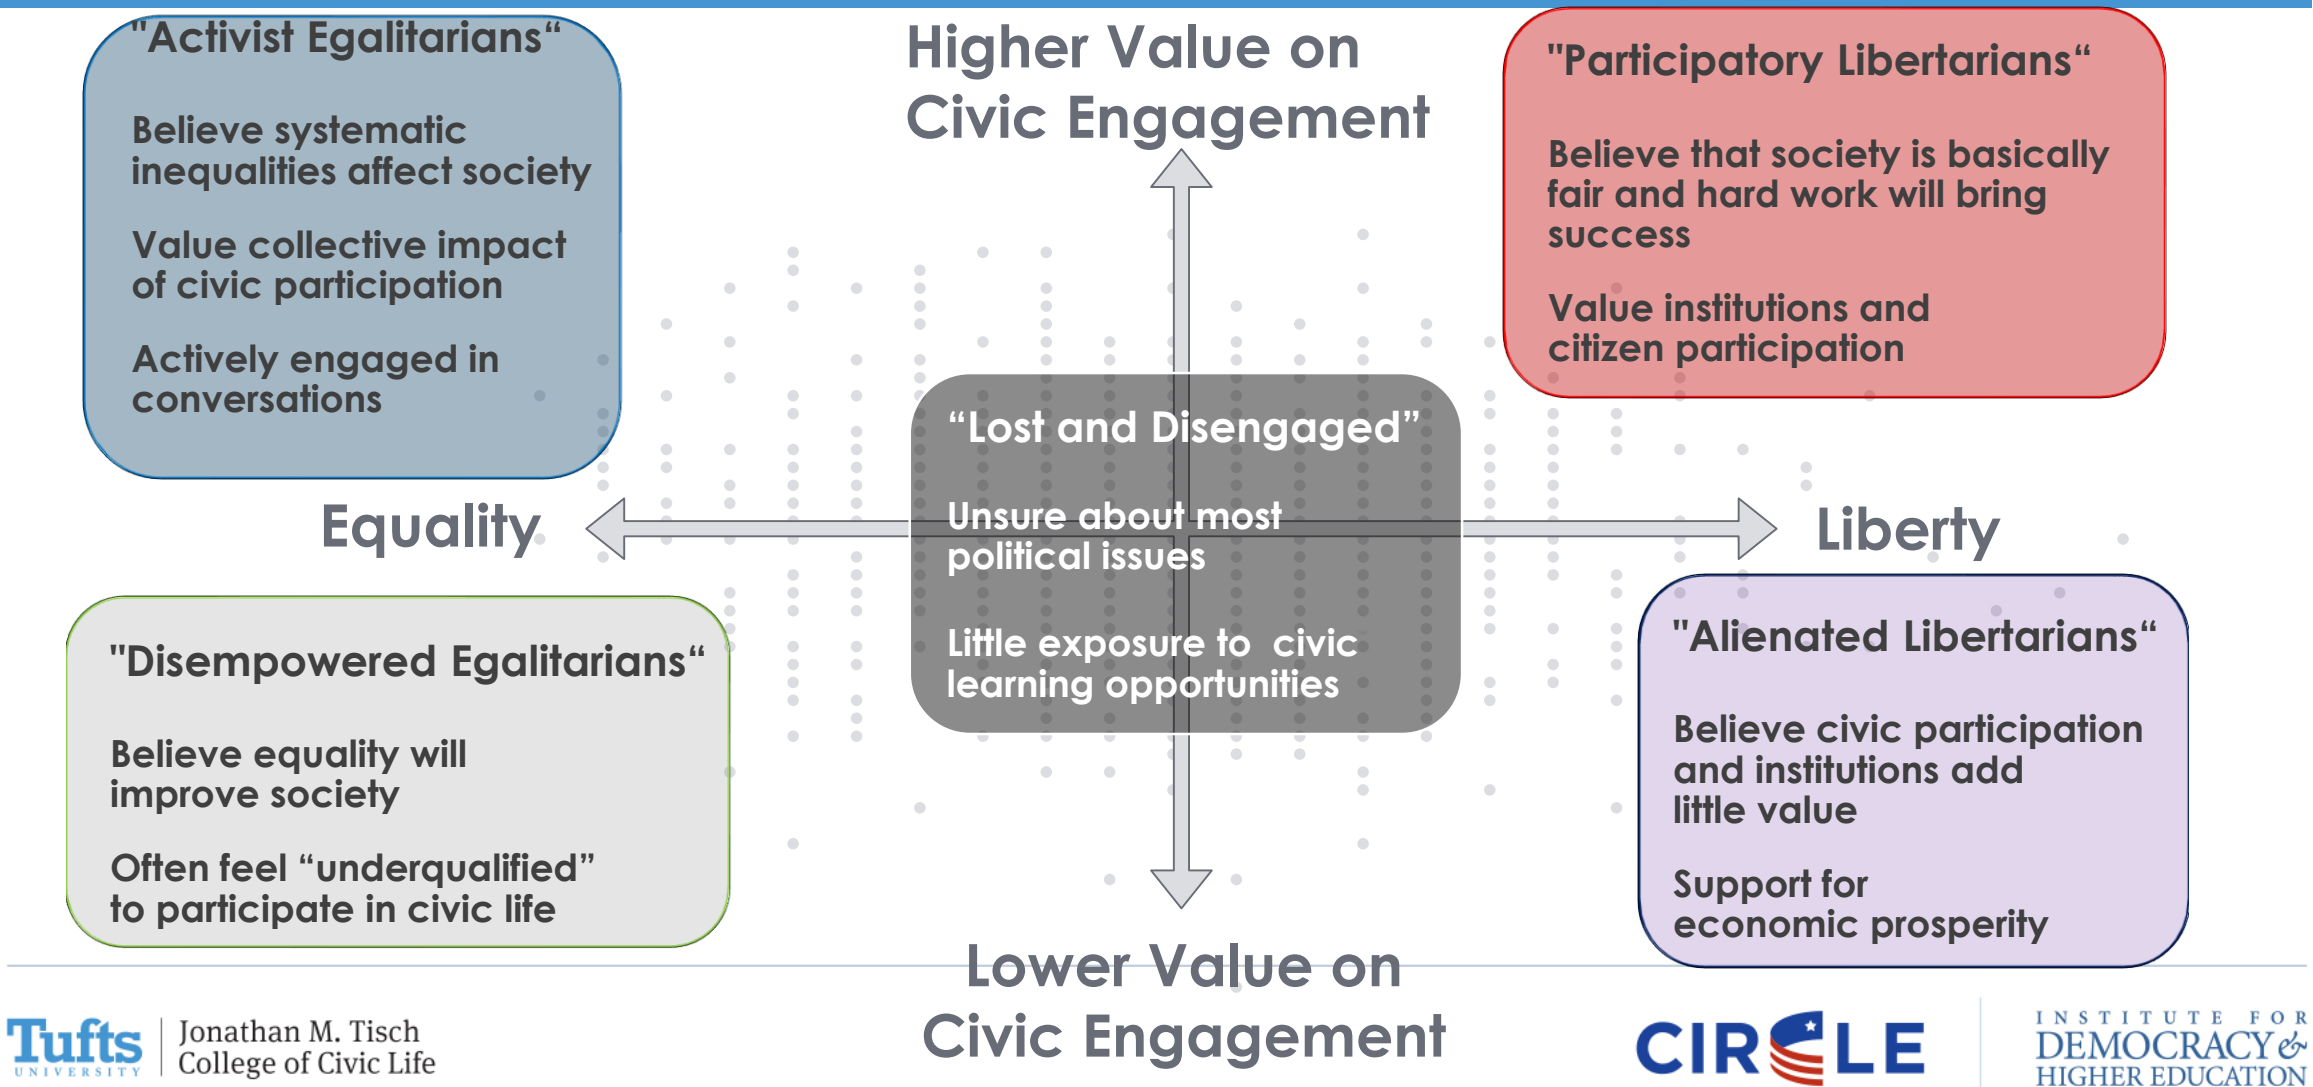 "Activist Egalitarians“
Believe systematic
inequalities affect society
Value collective impact
of civic participation
Actively engaged in
conversations
Higher Value on
Civic Engagement
"Participatory Libertarians“
Believe that society is basically
fair and hard work will bring
success
Value institutions and
citizen participation
“Lost and Disengaged”
Unsure about most
political issues
Little exposure to  civic
learning opportunities
Equality
Liberty
"Disempowered Egalitarians“
Believe equality will
improve society
Often feel “underqualified”
to participate in civic life
"Alienated Libertarians“
Believe civic participation
and institutions add
little value
Support for
economic prosperity
Lower Value on
Civic Engagement
Tufts
UNIVERSITY
Jonathan M. Tisch
College of Civic Life
CIRCLE
INSTITUTE FOR
DEMOCRACY &
HIGHER EDUCATION